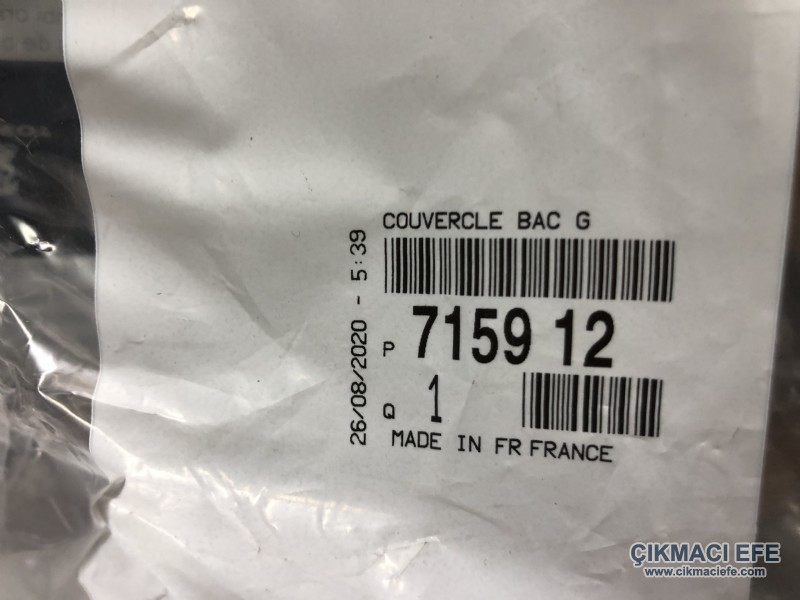 COUVERCLE BAC G
26/08/2020 - 5:39
P 7159 12
Q 1
MADE IN FR FRANCE
ÇIKMACI EFE
www.cikmaciefe.com